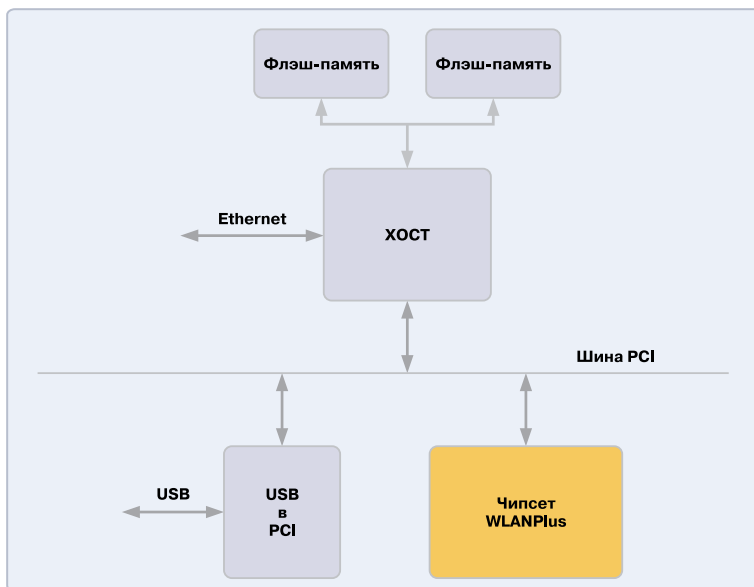 Флэш-память
Флэш-память
Ethernet
ХОСТ
Шина PCI
USB
USB
в
PCI
Чипсет
WLANPlus